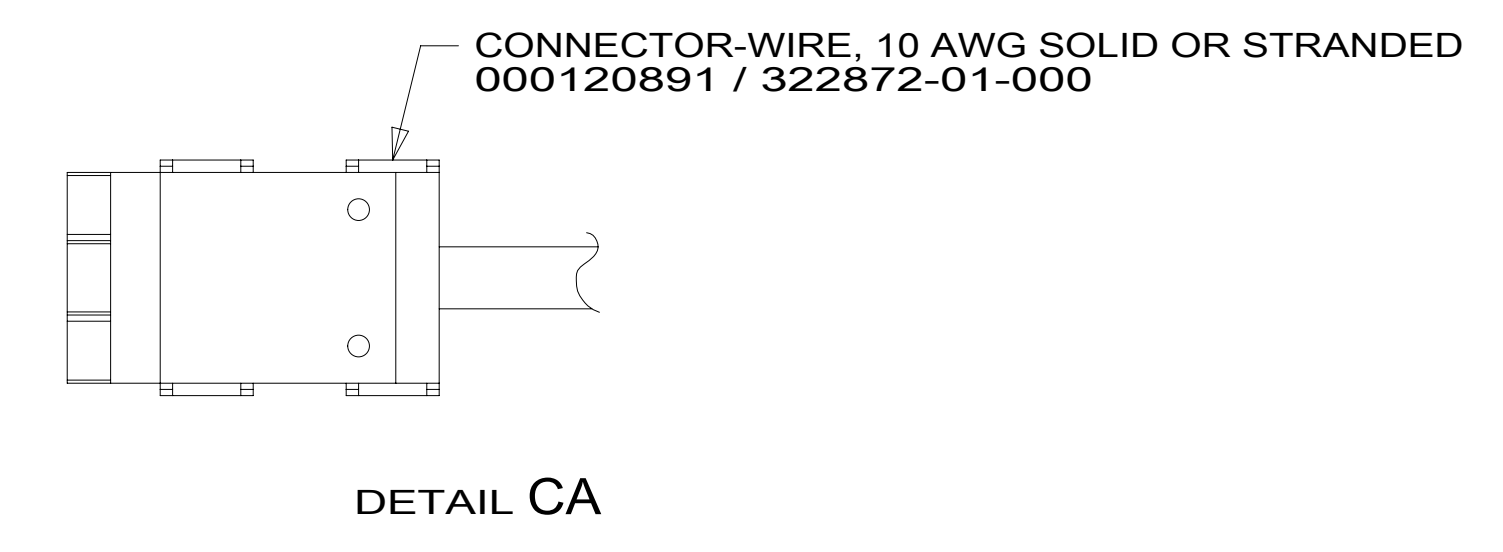 CONNECTOR-WIRE, 10 AWG SOLID OR STRANDED
000120891 / 322872-01-000
DETAIL CA